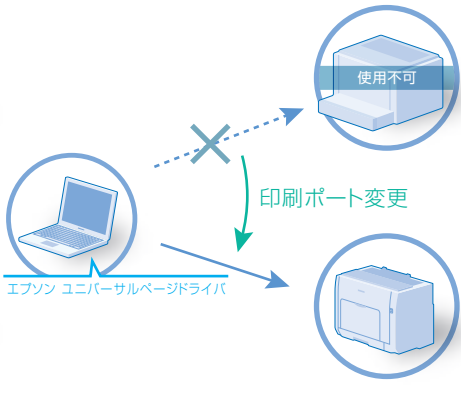 使用不可
印刷ポート変更
エプソン ユニバーサルページドライバ